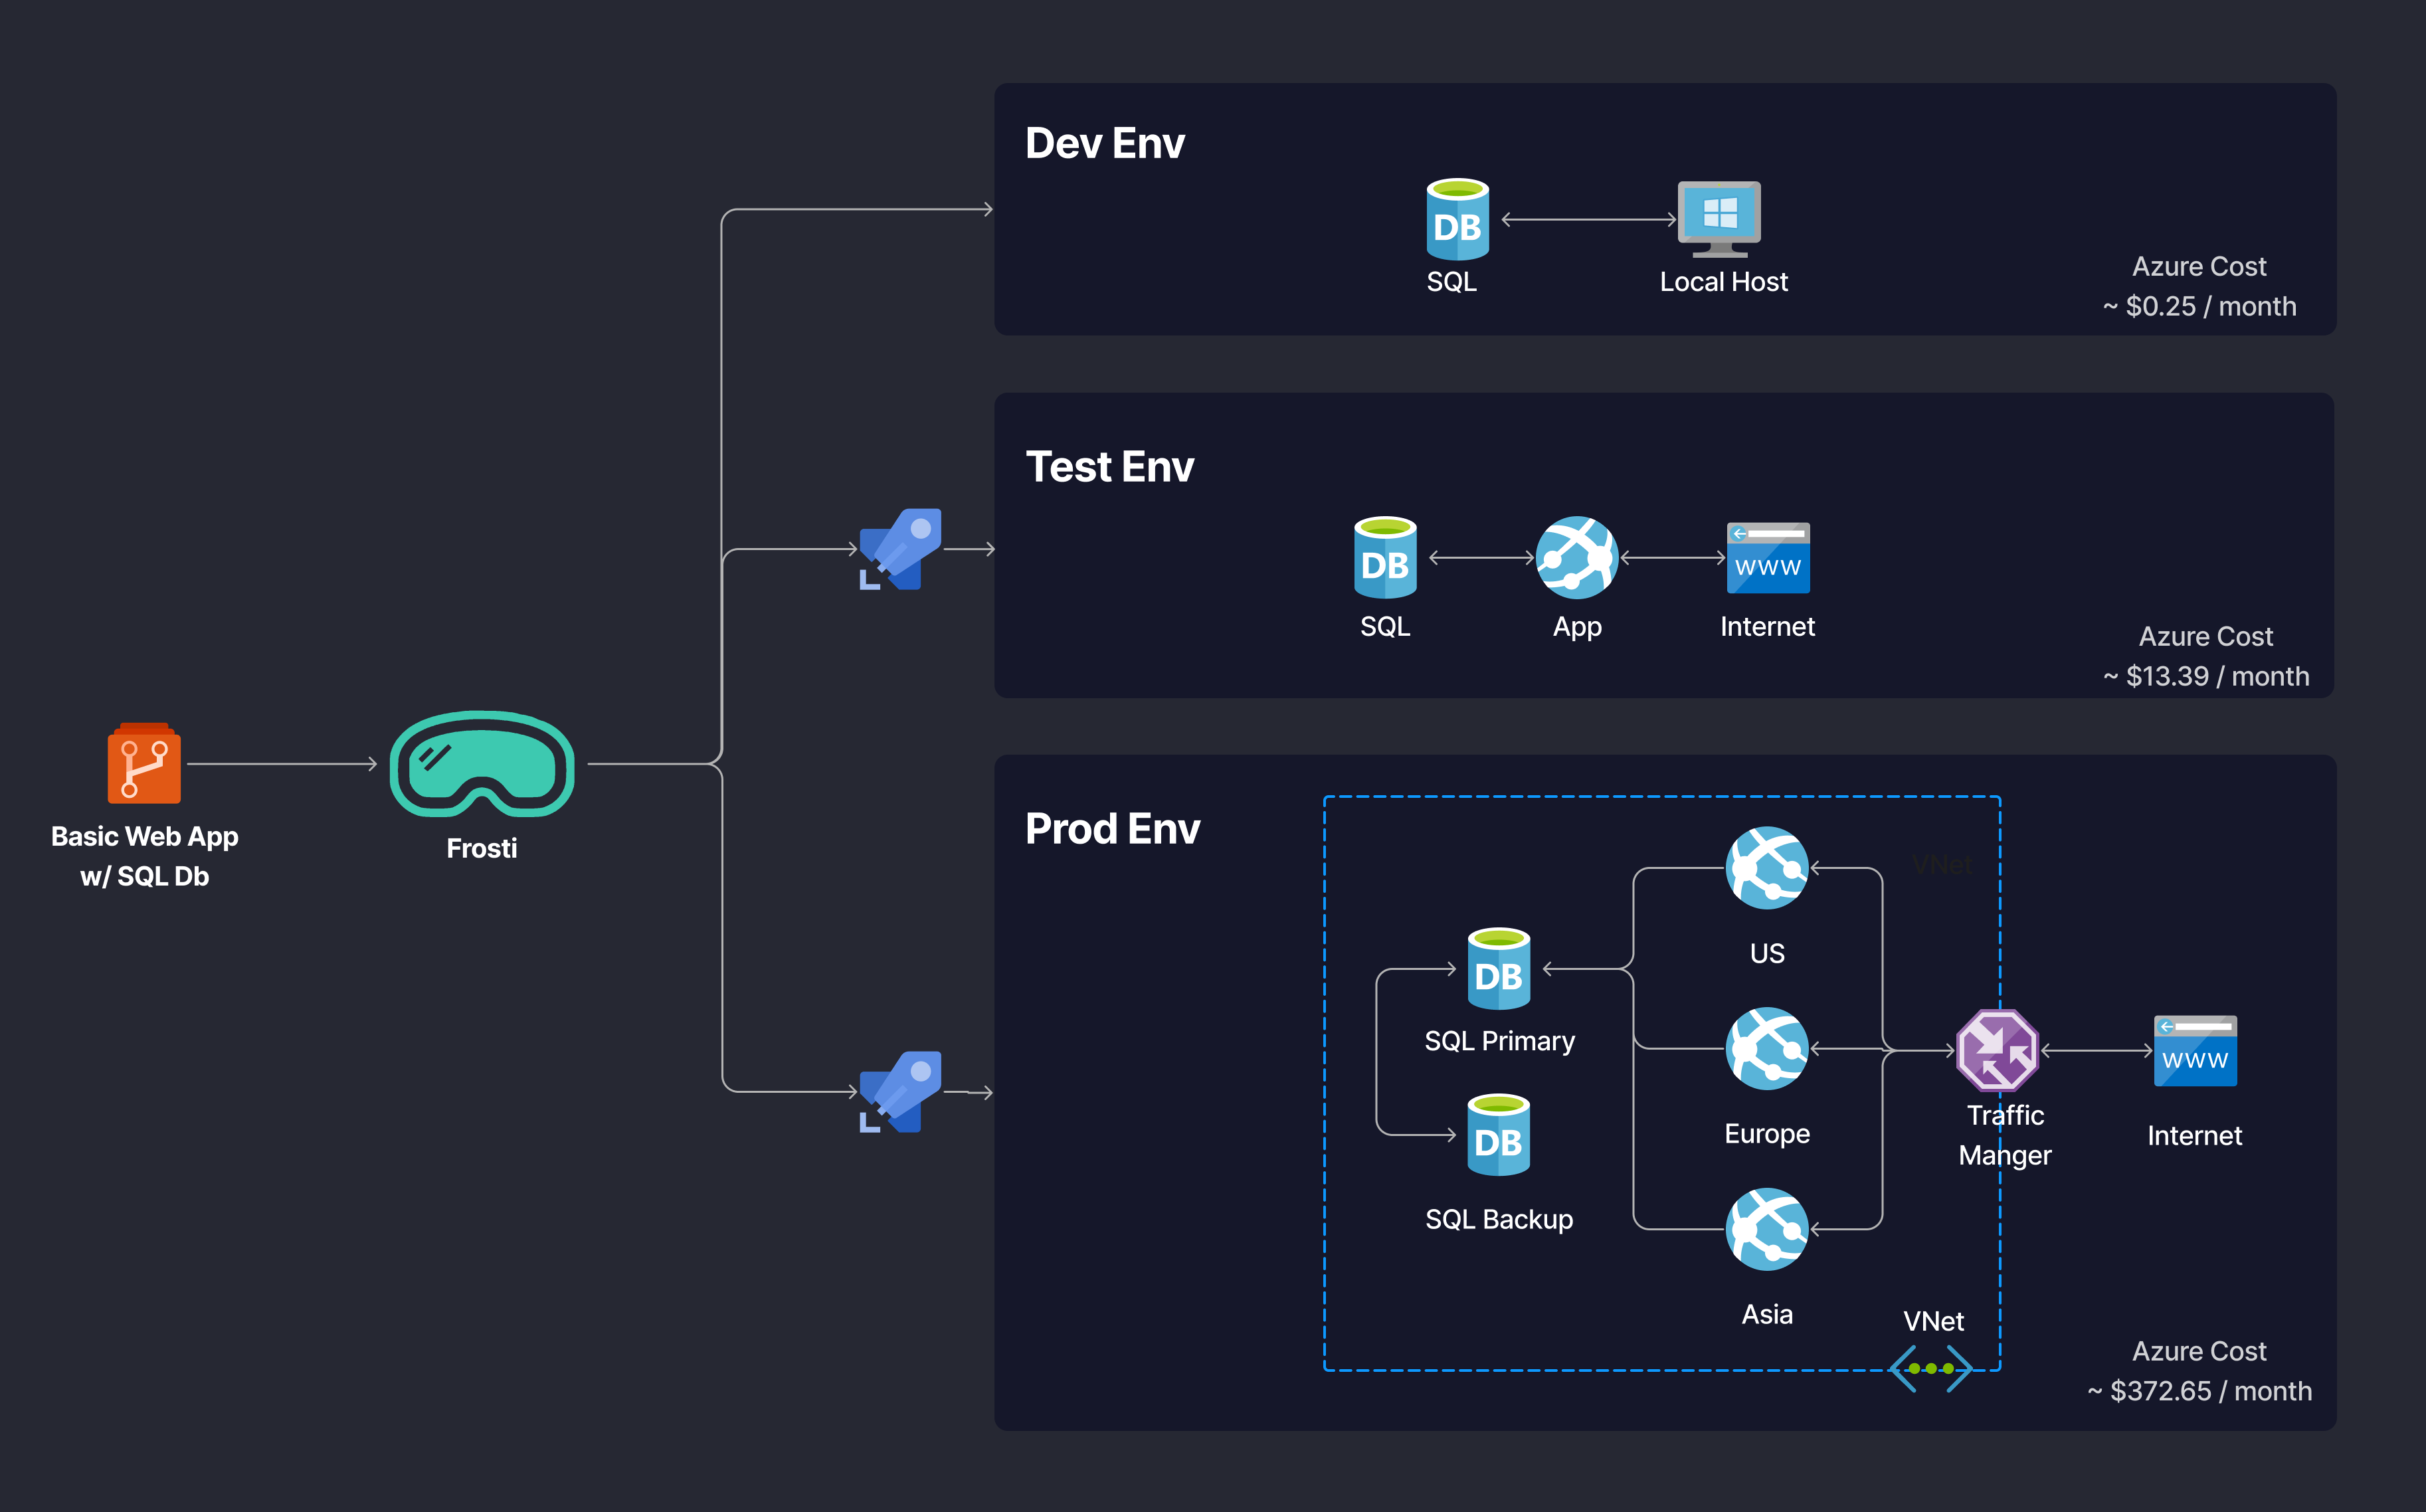 Dev Env
DB
SQL
Local Host
Azure Cost
~ $0.25 / month
Test Env
DB
SQL
App
www
Internet
Azure Cost
~ $13.39 / month
Basic Web App
w/ SQL Db
Frosti
Prod Env
VNet
US
DB
SQL Primary
Europe
DB
SQL Backup
Asia
Traffic
Manger
www
Internet
VNet
Azure Cost
~ $372.65 / month